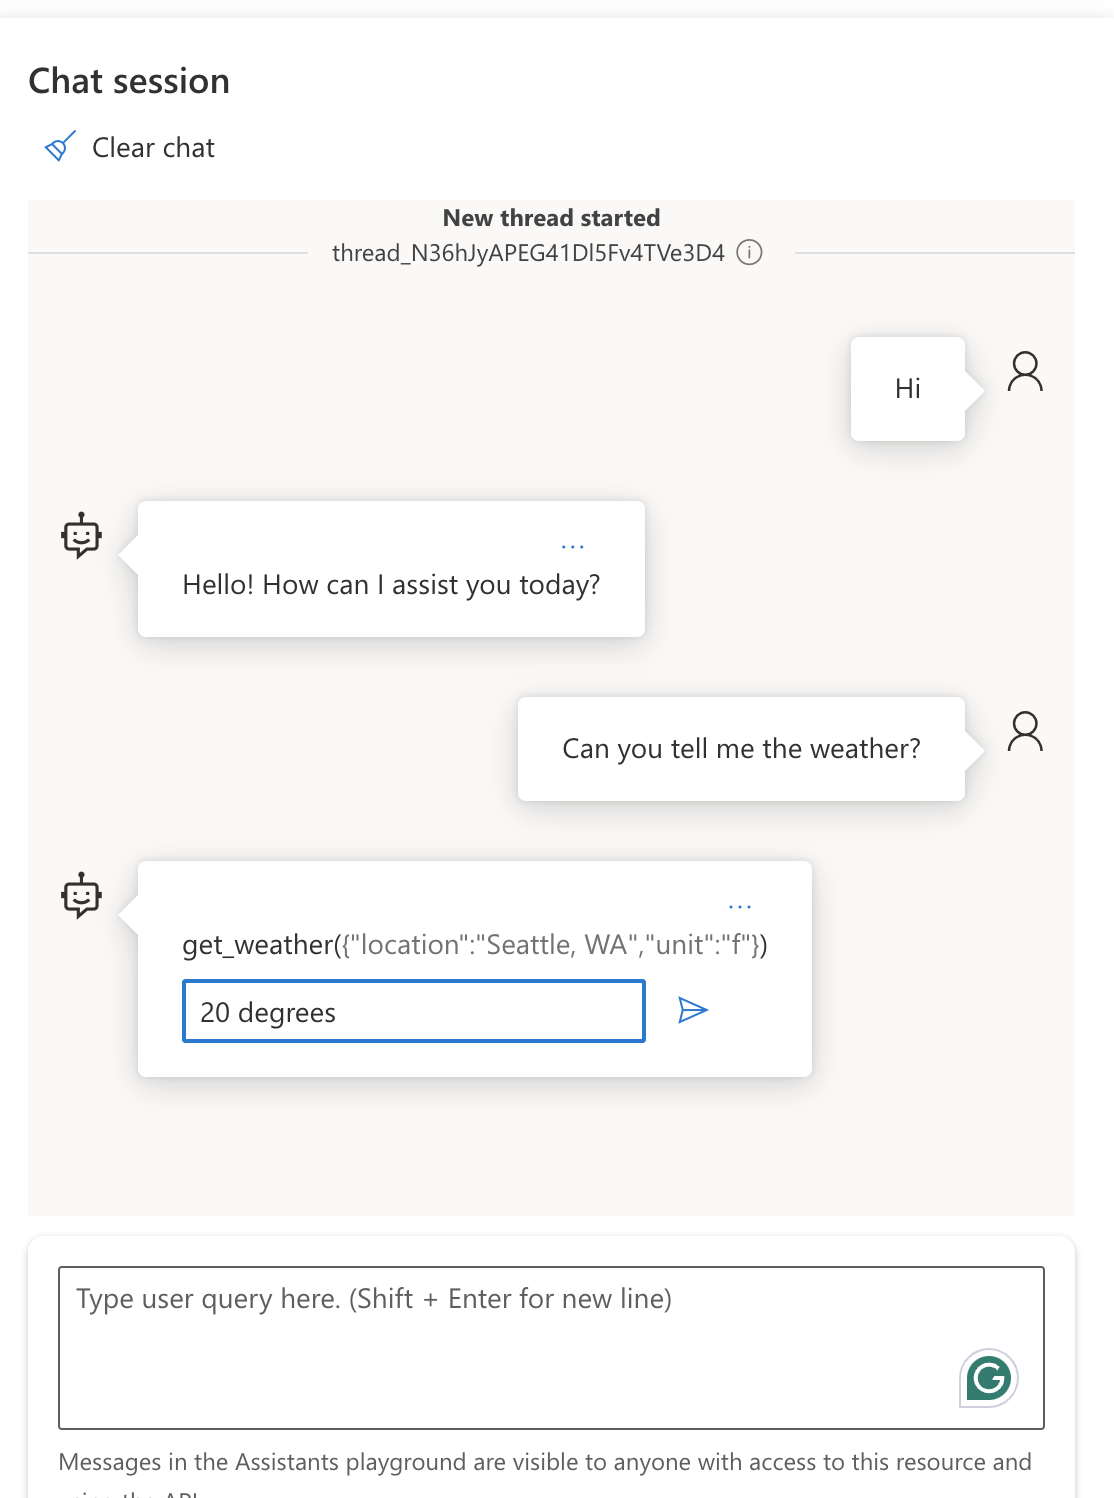 Chat session
Clear chat
New thread started
thread_N36hJyAPEG41Dl5Fv4TVe3D4
Hi
...
Hello! How can I assist you today?
Can you tell me the weather?
...
get_weather({"location":"Seattle, WA","unit":"f"})
20 degrees
Type user query here. (Shift + Enter for new line)
Messages in the Assistants playground are visible to anyone with access to this resource and